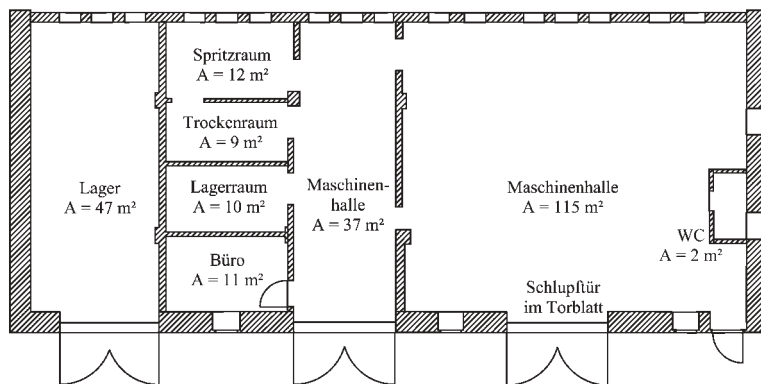 Spritzraum
A = 12 m²
Trockenraum
A = 9 m²
Lager
A = 47 m²
Lagerraum
A = 10 m²
Maschinen-
halle
A = 37 m²
Maschinenhalle
A = 115 m²
Büro
A = 11 m²
WC
A = 2 m²
Schlupftür
im Torblatt